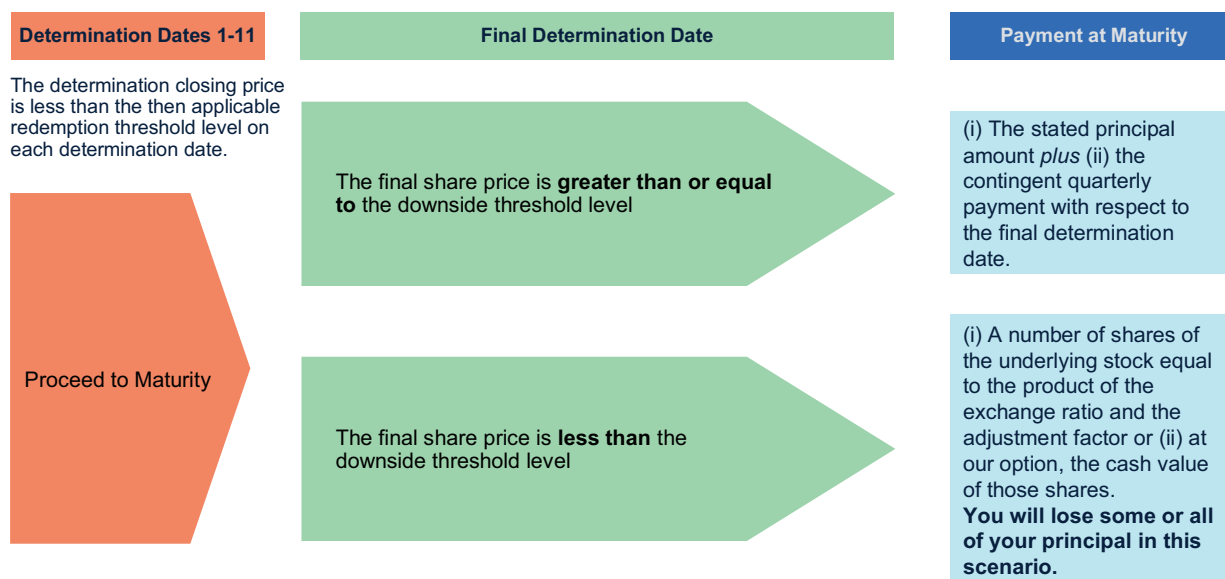 Determination Dates 1-11
Final Determination Date
Payment at Maturity
The determination closing price
is less than the then applicable
redemption threshold level on
each determination date.
Proceed to Maturity
The final share price is greater than or equal
to the downside threshold level
(i) The stated principal
amount plus (ii) the
contingent quarterly
payment with respect to
the final determination
date.
The final share price is less than the
downside threshold level
(i) A number of shares of
the underlying stock equal
to the product of the
exchange ratio and the
adjustment factor or (ii) at
our option, the cash value
of those shares.
You will lose some or all
of your principal in this
scenario.